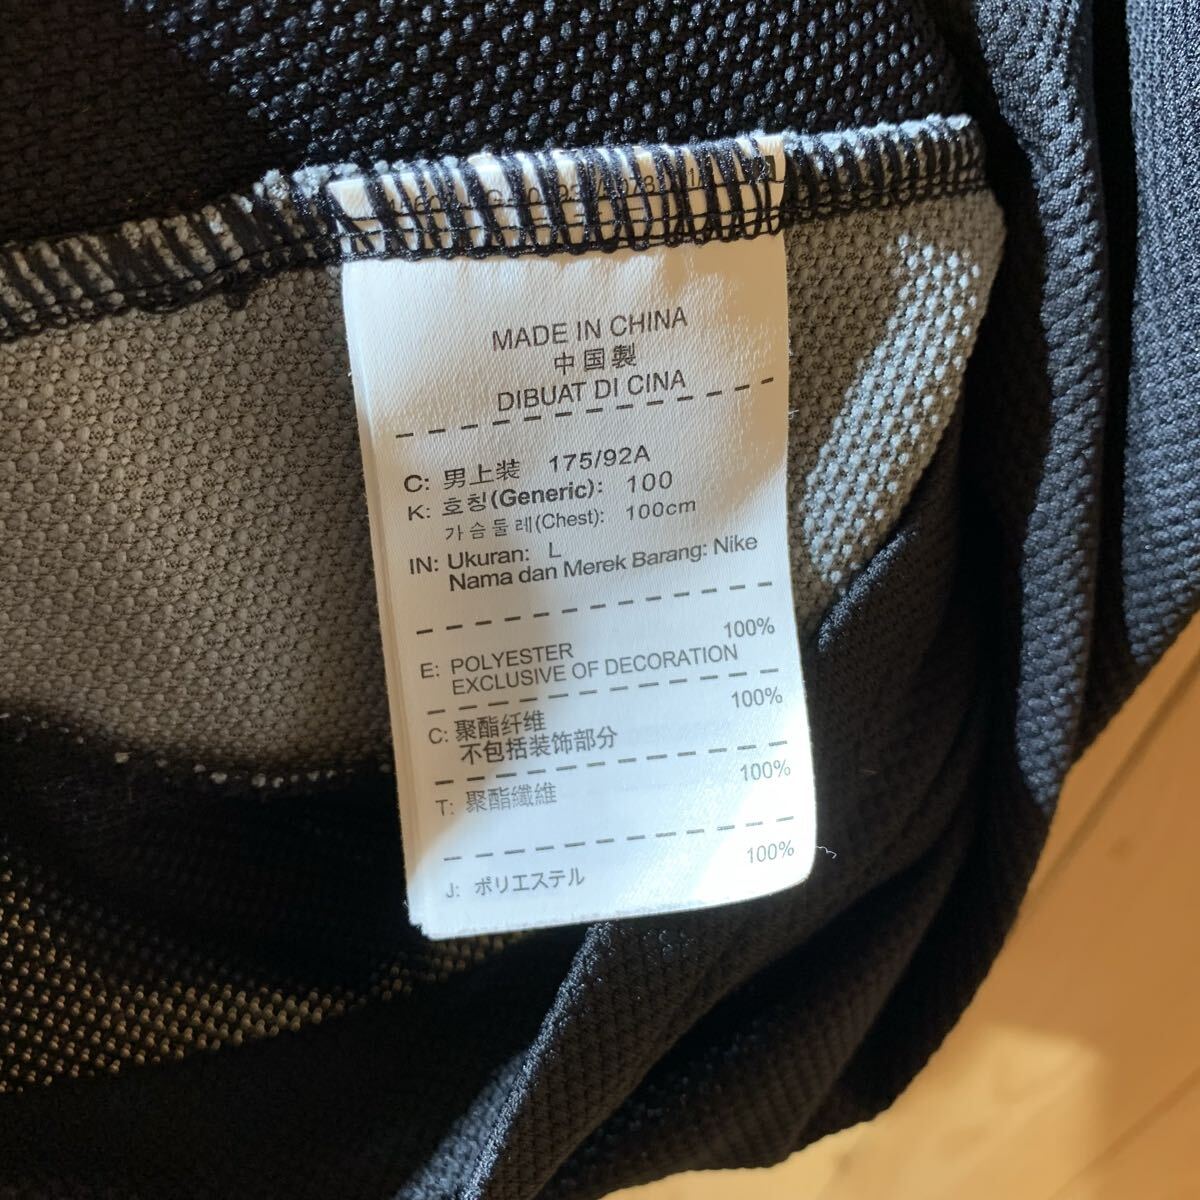 MADE IN CHINA
中国製
DIBUAT DI CINA
C: 男上装 175/92A
K: 호칭(Generic): 100
가슴둘레(Chest): 100cm
IN: Ukuran: L
Nama dan Merek Barang: Nike
100%
E: POLYESTER
EXCLUSIVE OF DECORATION
100%
C: 聚酯纤维
不包括装饰部分
100%
T: 聚酯纖維
100%
J: ポリエステル